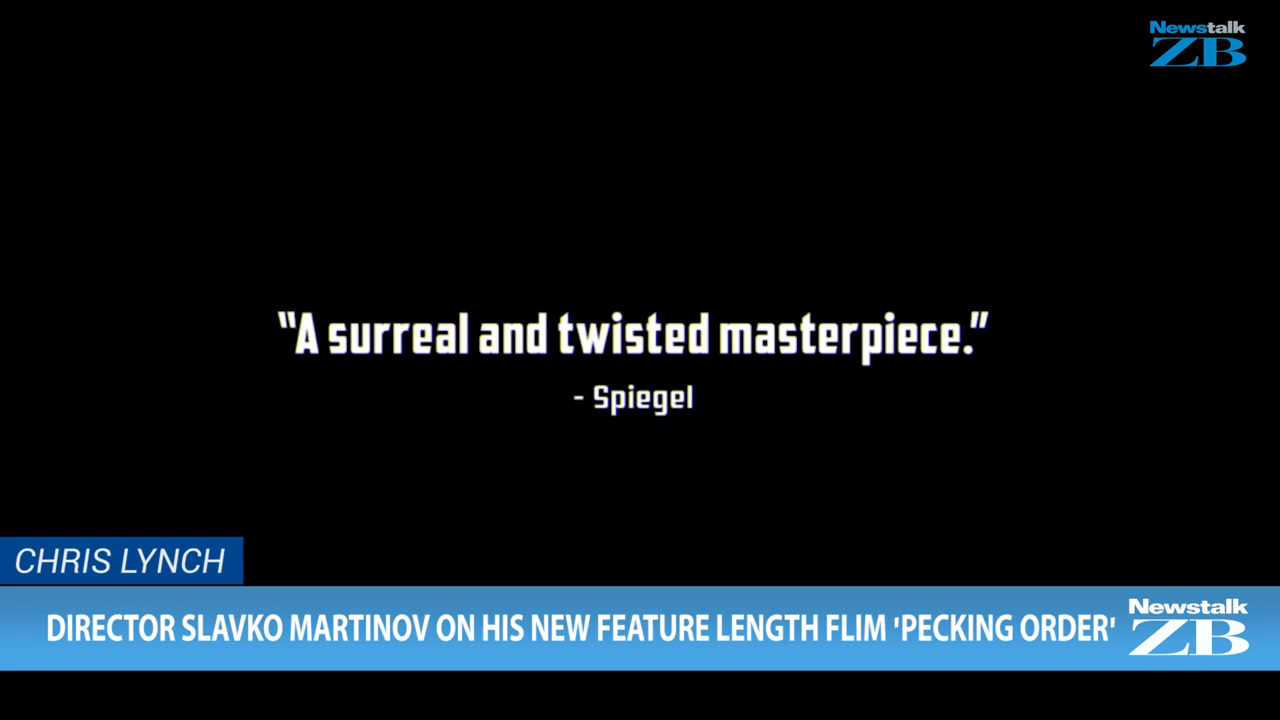 Newstalk
ZB
“A surreal and twisted masterpiece.”
- Spiegel
CHRIS LYNCH
DIRECTOR SLAVKO MARTINOV ON HIS NEW FEATURE LENGTH FLIM 'PECKING ORDER'
Newstalk
ZB